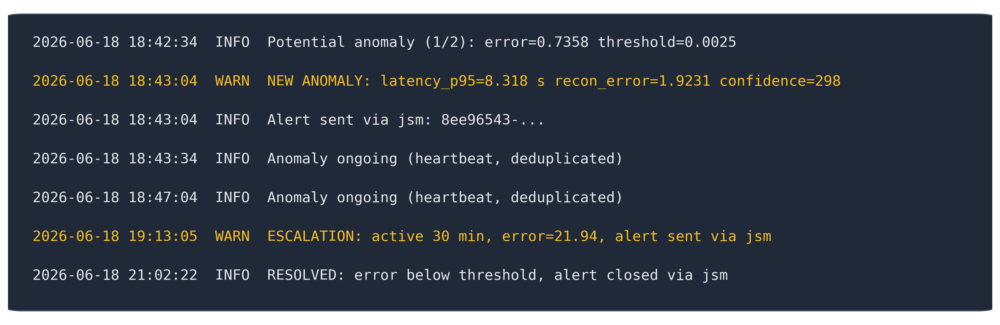 2026-06-18 18:42:34  INFO  Potential anomaly (1/2): error=0.7358 threshold=0.0025
2026-06-18 18:43:04  WARN  NEW ANOMALY: latency_p95=8.318 s recon_error=1.9231 confidence=298
2026-06-18 18:43:04  INFO  Alert sent via jsm: 8ee96543-...
2026-06-18 18:43:34  INFO  Anomaly ongoing (heartbeat, deduplicated)
2026-06-18 18:47:04  INFO  Anomaly ongoing (heartbeat, deduplicated)
2026-06-18 19:13:05  WARN  ESCALATION: active 30 min, error=21.94, alert sent via jsm
2026-06-18 21:02:22  INFO  RESOLVED: error below threshold, alert closed via jsm